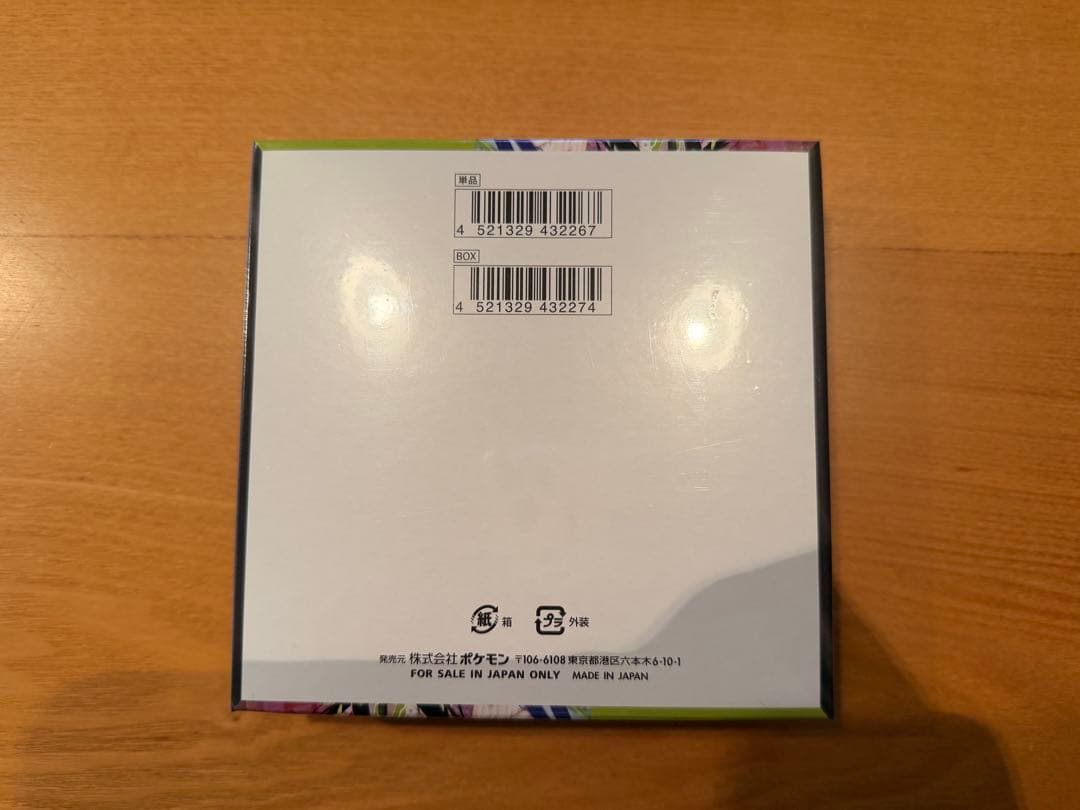 単品
4 521329 432267
BOX
4 521329 432274
紙 箱 プラ 外装
発売元 株式会社 ポケモン 〒106-6108 東京都港区六本木6-10-1
FOR SALE IN JAPAN ONLY MADE IN JAPAN